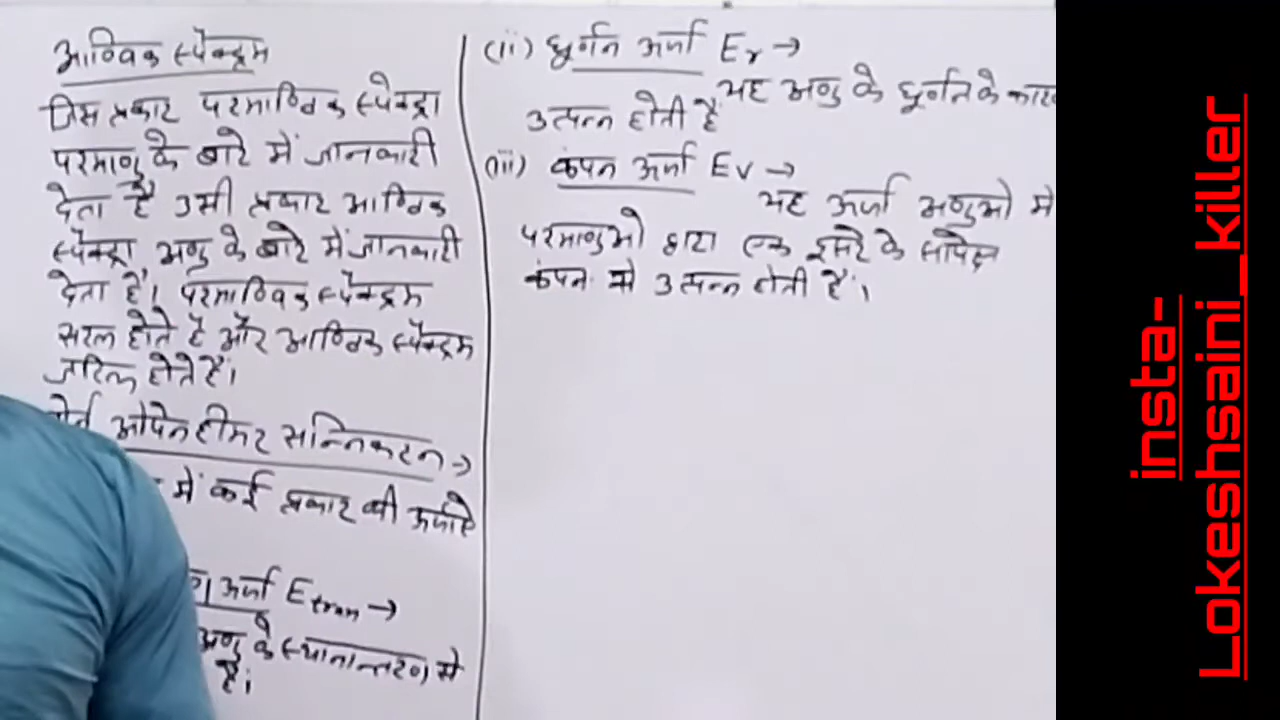 आण्विक स्पेक्ट्रम
जिस प्रकार परमाण्विक स्पेक्ट्रा
परमाणु के बारे में जानकारी
देता है उसी प्रकार आण्विक
स्पेक्ट्रा अणु के बारे में जानकारी
देता है। परमाण्विक स्पेक्ट्रम
सरल होते है और आण्विक स्पेक्ट्रम
जटिल होते है।
ओपेनहीमर सन्निकटन →
में कई प्रकार की ऊर्जाये
ऊर्जा Etran →
अणु के स्थानान्तरण से
है।
(ii) घूर्णन ऊर्जा Er →
यह अणु के घूर्णन के
उत्पन्न होती है
(iii) कंपन ऊर्जा Ev →
यह ऊर्जा अणुओ मे
परमाणुओ द्वारा एक दूसरे के सापेक्ष
कंपन से उत्पन्न होती है।
insta-
Lokeshsaini_killer